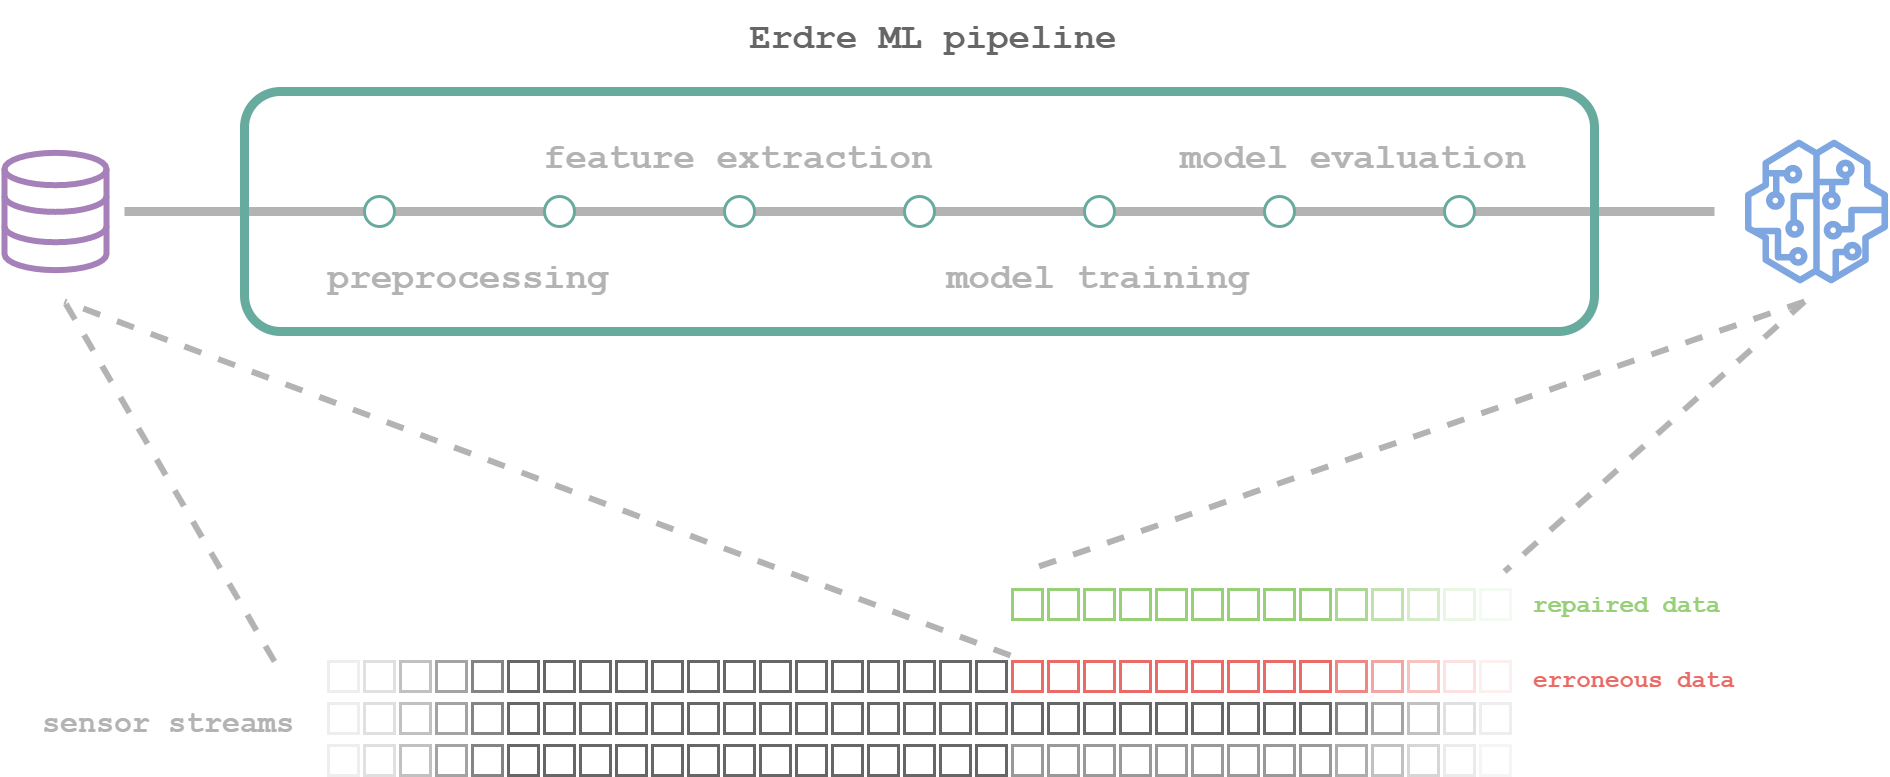 Erdre ML pipeline
feature extraction
model evaluation
preprocessing
model training
repaired data
erroneous data
sensor streams